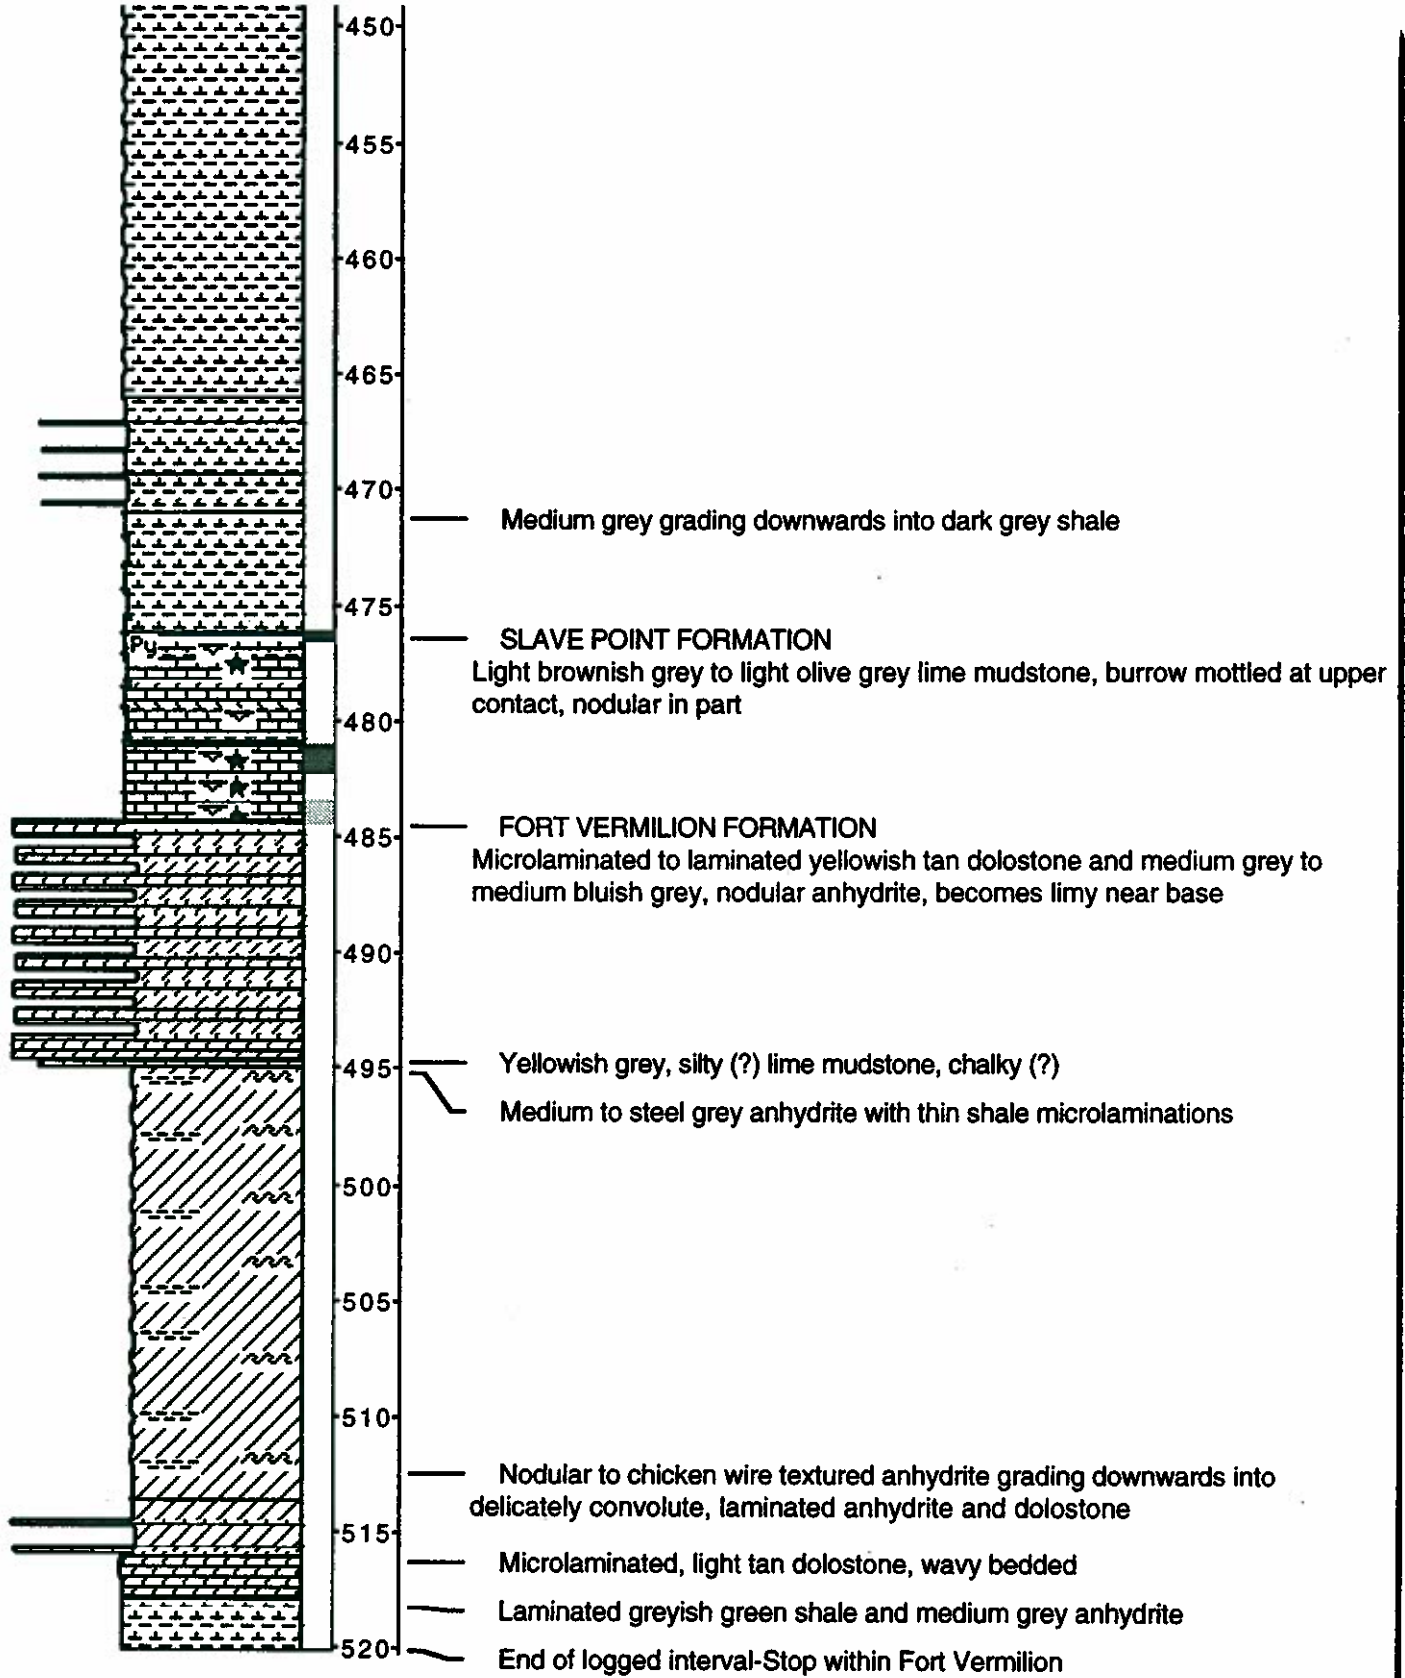 450
455
460
465
470
Medium grey grading downwards into dark grey shale
475
Py
SLAVE POINT FORMATION
Light brownish grey to light olive grey lime mudstone, burrow mottled at upper
contact, nodular in part
480
485
FORT VERMILION FORMATION
Microlaminated to laminated yellowish tan dolostone and medium grey to
medium bluish grey, nodular anhydrite, becomes limy near base
490
495
Yellowish grey, silty (?) lime mudstone, chalky (?)
Medium to steel grey anhydrite with thin shale microlaminations
500
505
510
Nodular to chicken wire textured anhydrite grading downwards into
delicately convolute, laminated anhydrite and dolostone
515
Microlaminated, light tan dolostone, wavy bedded
Laminated greyish green shale and medium grey anhydrite
520
End of logged interval-Stop within Fort Vermilion